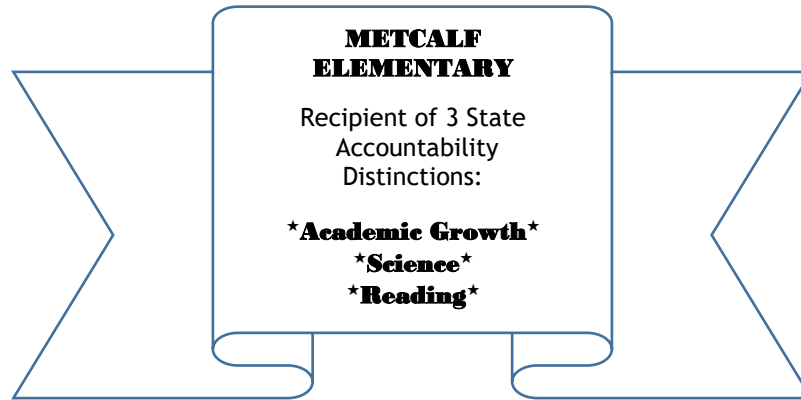 METCALF
ELEMENTARY
Recipient of 3 State
Accountability
Distinctions:
★Academic Growth★
★Science★
★Reading★